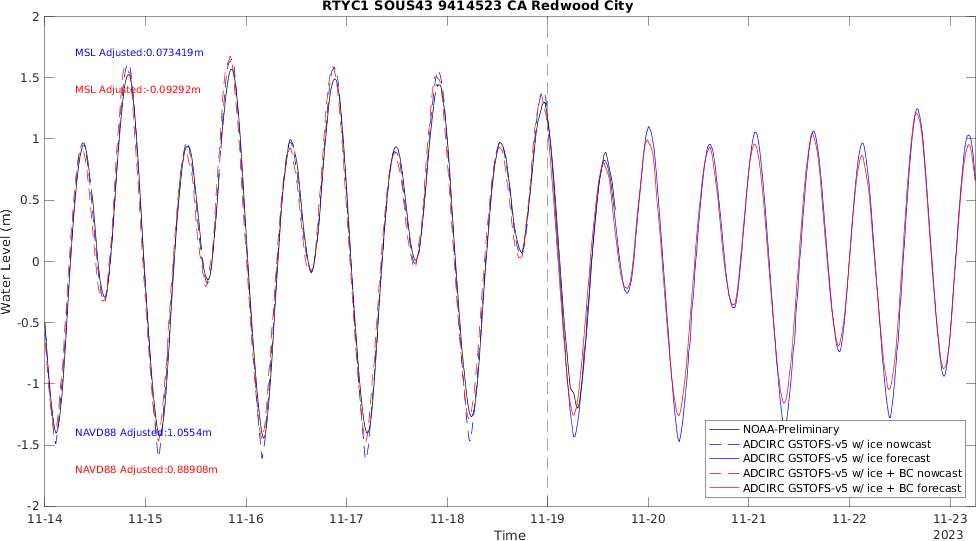 RTYC1 SOUS43 9414523 CA Redwood City
2
1.5
1
0.5
0
-0.5
-1
-1.5
-2
Water Level (m)
MSL Adjusted:0.073419m
MSL Adjusted:-0.09292m
NAVD88 Adjusted:1.0554m
NAVD88 Adjusted:0.88908m
NOAA-Preliminary
ADCIRC GSTOFS-v5 w/ ice nowcast
ADCIRC GSTOFS-v5 w/ ice forecast
ADCIRC GSTOFS-v5 w/ ice + BC nowcast
ADCIRC GSTOFS-v5 w/ ice + BC forecast
11-14 11-15 11-16 11-17 11-18 11-19 11-20 11-21 11-22 11-23
Time
2023